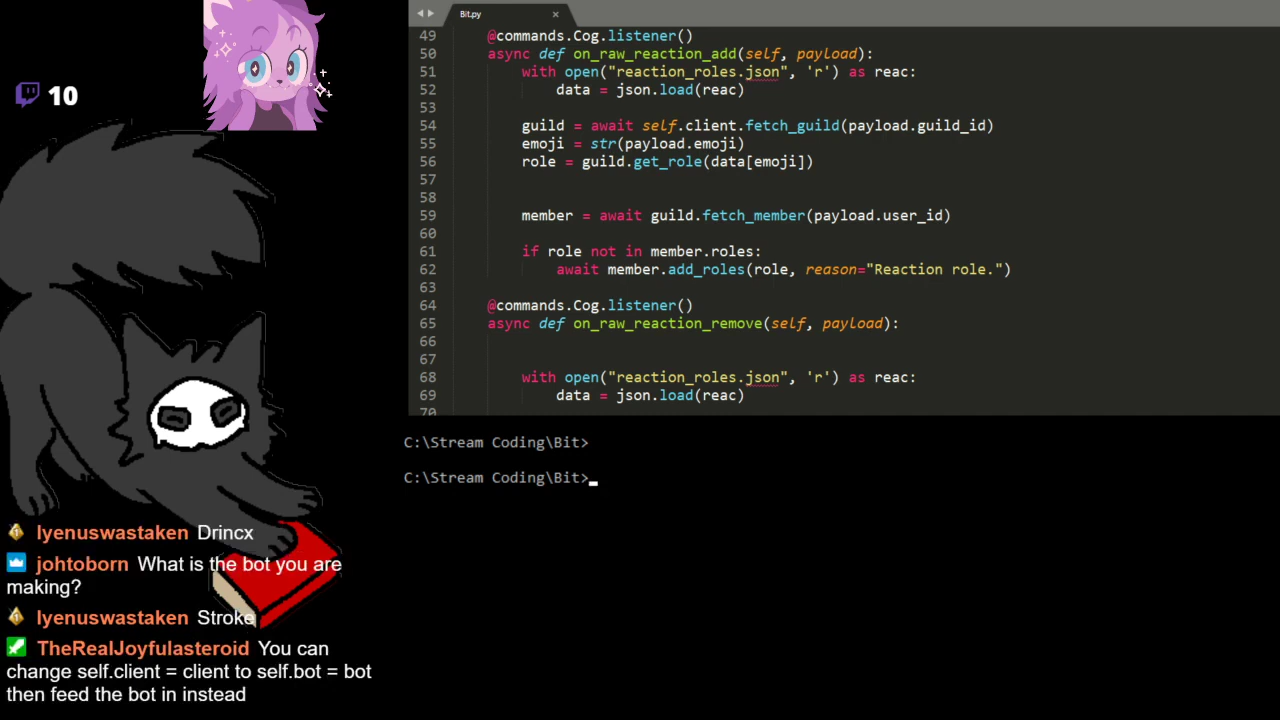 10
Bit.py
49 @commands.Cog.listener()
50 async def on_raw_reaction_add(self, payload):
51 with open("reaction_roles.json", 'r') as reac:
52 data = json.load(reac)
53
54 guild = await self.client.fetch_guild(payload.guild_id)
55 emoji = str(payload.emoji)
56 role = guild.get_role(data[emoji])
57
58
59 member = await guild.fetch_member(payload.user_id)
60
61 if role not in member.roles:
62 await member.add_roles(role, reason="Reaction role.")
63
64 @commands.Cog.listener()
65 async def on_raw_reaction_remove(self, payload):
66
67
68 with open("reaction_roles.json", 'r') as reac:
69 data = json.load(reac)
70
C:\Stream Coding\Bit>
C:\Stream Coding\Bit>_
lyenuswastaken Drincx
johtoborn What is the bot you are
making?
lyenuswastaken Stroke
TheRealJoyfulasteroid You can
change self.client = client to self.bot = bot
then feed the bot in instead